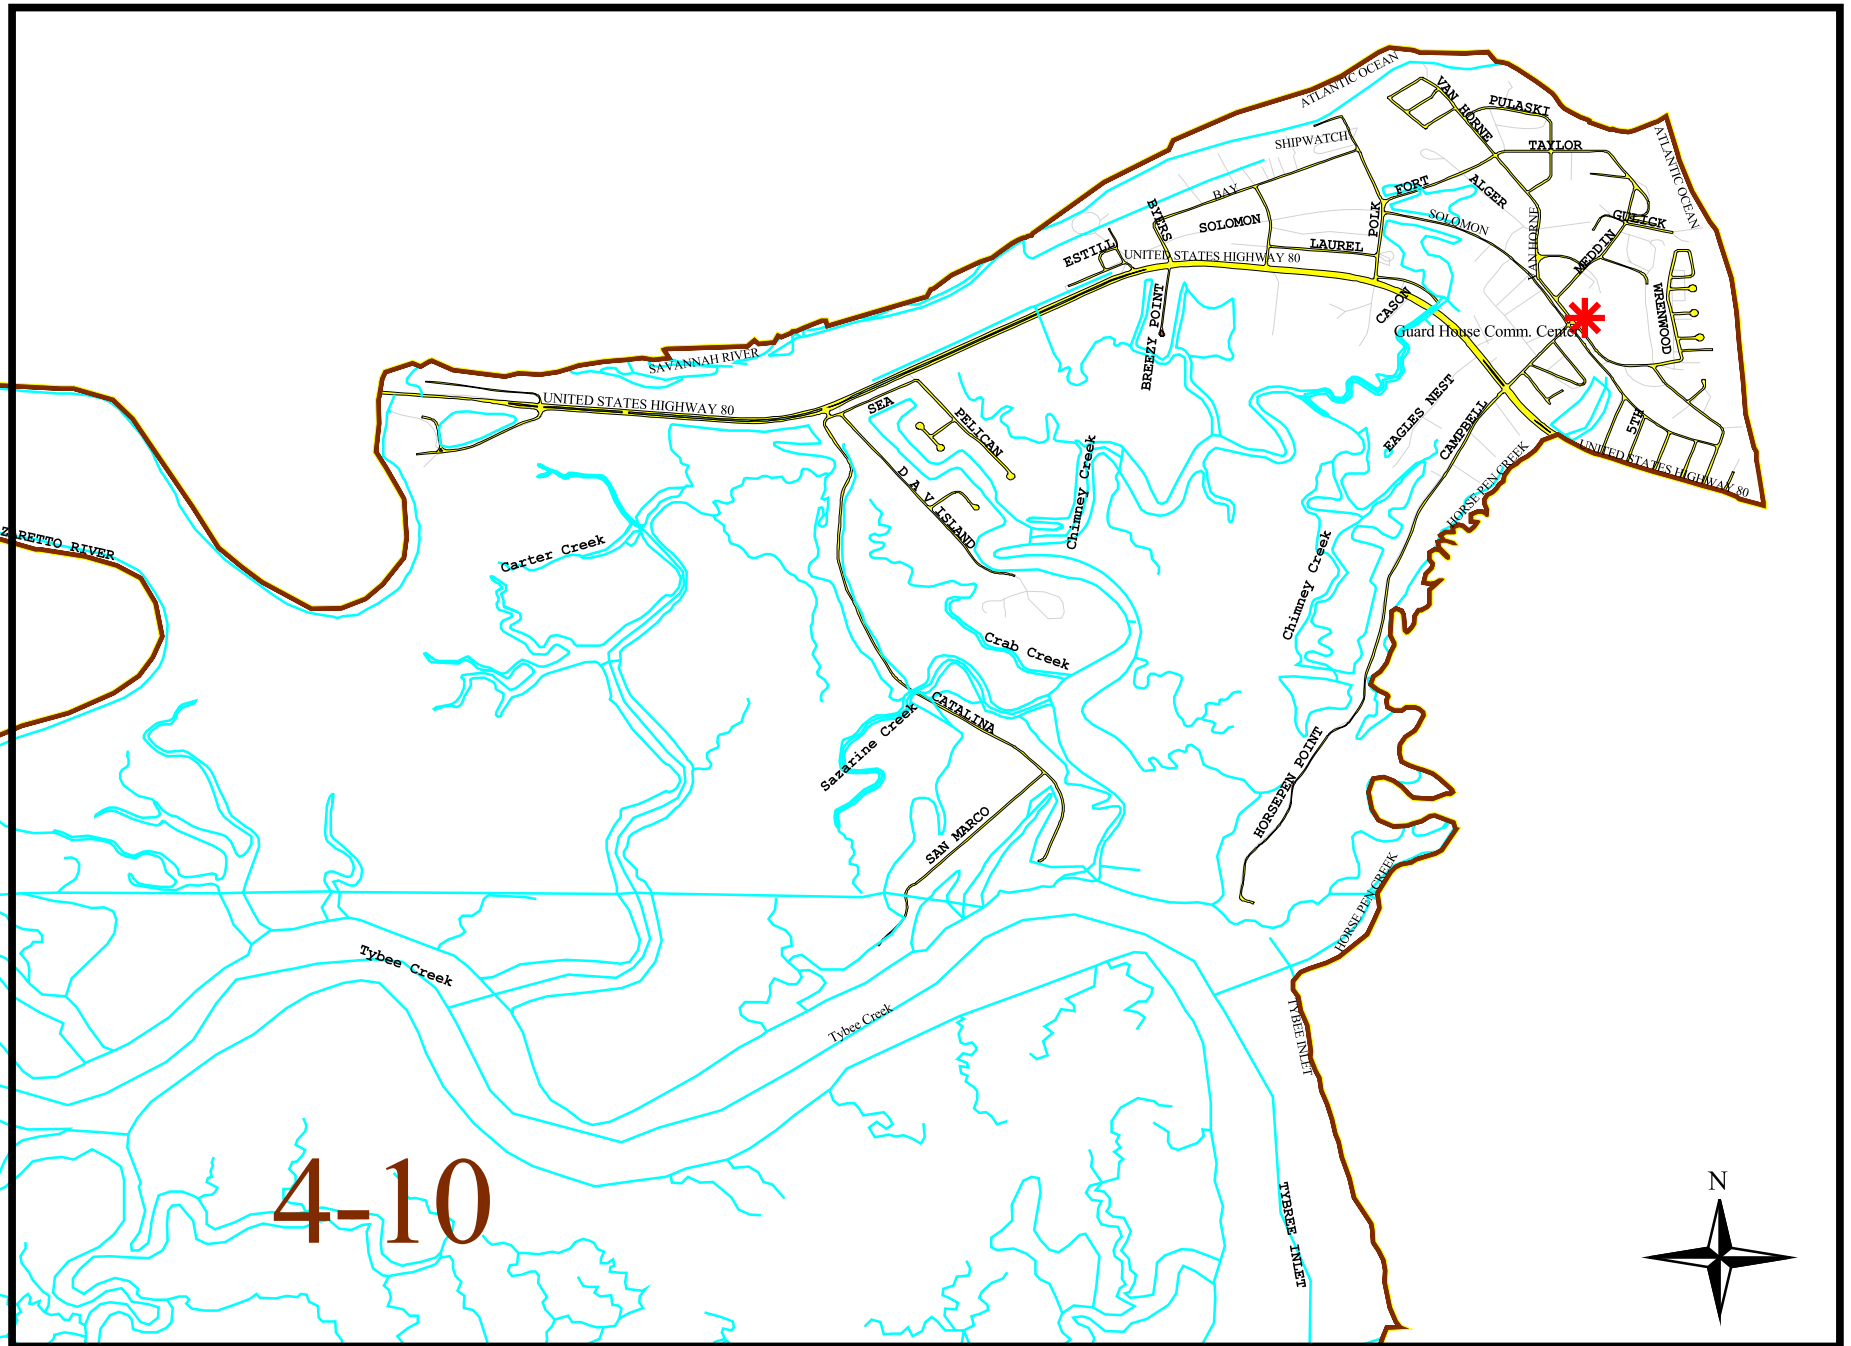 ATLANTIC OCEAN
VAN HORNE
PULASKI
SHIPWATCH
TAYLOR
ATLANTIC OCEAN
BAY
FORT
ALGER
BYERS
SOLOMON
POLK
SOLOMON
VAN HORNE
GULICK
ESTILL
LAUREL
MEDDIN
UNITED STATES HIGHWAY 80
BREEZY POINT
CASON
WRENWOOD
Guard House Comm. Center
SAVANNAH RIVER
UNITED STATES HIGHWAY 80
SEA
PELICAN
EAGLES NEST
CAMPBELL
5TH
UNITED STATES HIGHWAY 80
D A V ISLAND
Chimney Creek
HORSE PEN CREEK
ZARETTO RIVER
Carter Creek
Chimney Creek
Crab Creek
CATALINA
Sazarine Creek
HORSEPEN POINT
SAN MARCO
HORSE PEN CREEK
Tybee Creek
Tybee Creek
TYBEE INLET
4-10
TYBREE INLET
N